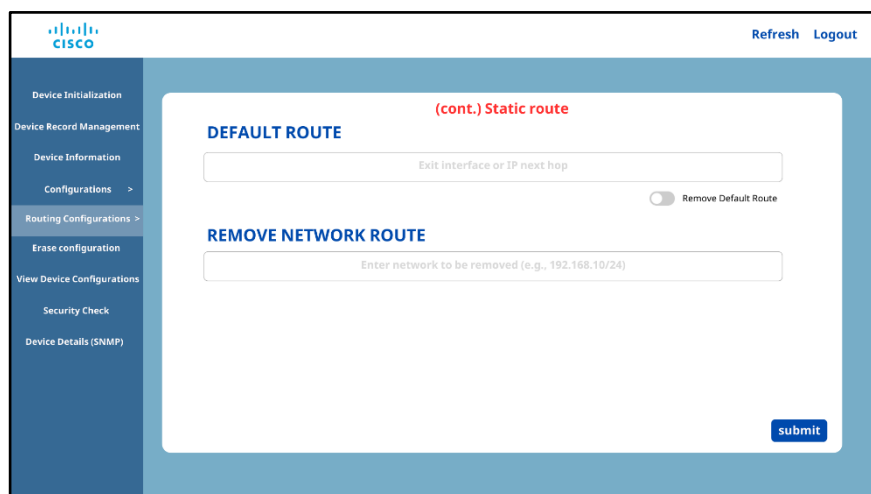 CISCO
Refresh Logout
Device Initialization
Device Record Management
Device Information
Configurations >
Routing Configurations >
Erase configuration
View Device Configurations
Security Check
Device Details (SNMP)
(cont.) Static route
DEFAULT ROUTE
Exit interface or IP next hop
Remove Default Route
REMOVE NETWORK ROUTE
Enter network to be removed (e.g., 192.168.10/24)
submit